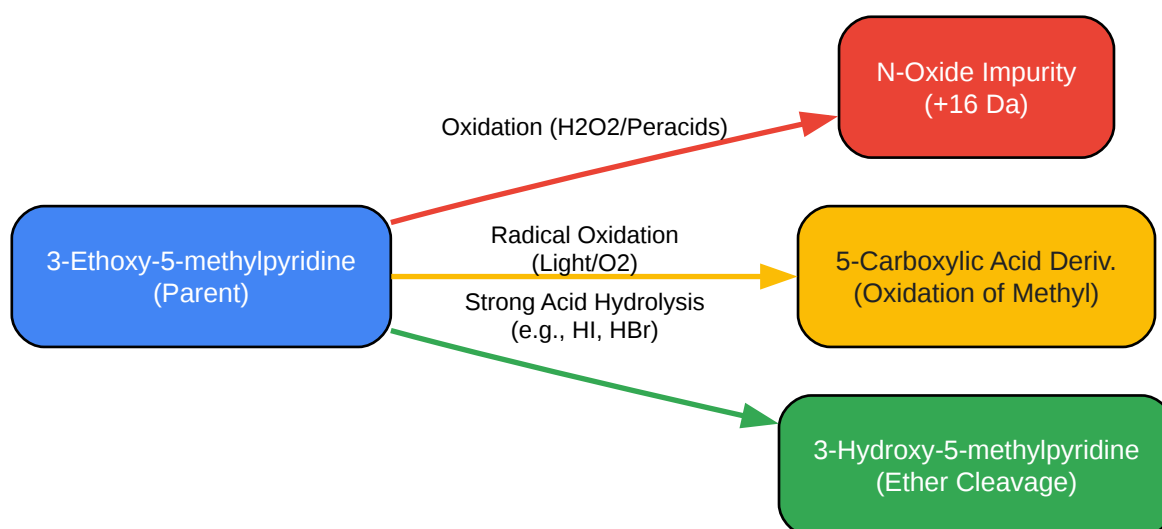 N-Oxide Impurity
(+16 Da)
Oxidation (H2O2/Peracids)
3-Ethoxy-5-methylpyridine
(Parent)
Radical Oxidation
(Light/O2)
5-Carboxylic Acid Deriv.
(Oxidation of Methyl)
Strong Acid Hydrolysis
(e.g., HI, HBr)
3-Hydroxy-5-methylpyridine
(Ether Cleavage)